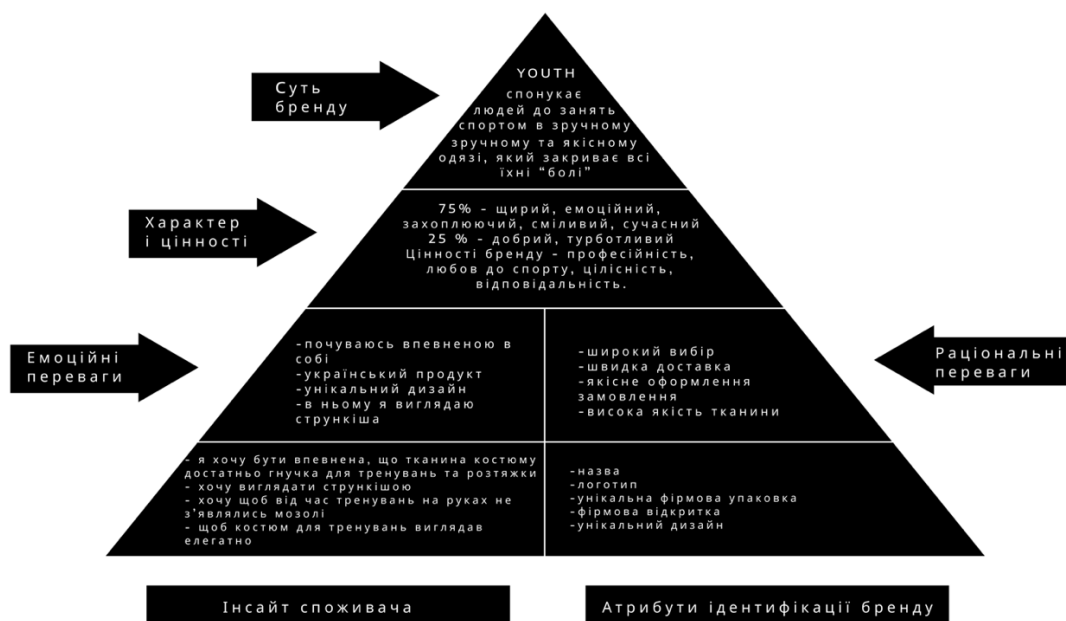 YOUTH
спонукає
людей до занять
спортом в зручному
зручному та якісному
одязі, який закриває всі
їхні “болі”
Суть
бренду
75% - щирий, емоційний,
захоплюючий, сміливий, сучасний
25 % - добрий, турботливий
Цінності бренду - професійність,
любов до спорту, цілісність,
відповідальність.
Характер
і цінності
Емоційні
переваги
-почуваюсь впевненою в
собі
-український продукт
-унікальний дизайн
-в ньому я виглядаю
стрункіша
-широкий вибір
-швидка доставка
-якісне оформлення
замовлення
-висока якість тканини
Раціональні
переваги
- я хочу бути впевнена, що тканина костюму
достатньо гнучка для тренувань та розтяжки
- хочу виглядати стрункішою
- хочу щоб від час тренувань на руках не
з’являлись мозолі
- щоб костюм для тренувань виглядав
елегатно
-назва
-логотип
-унікальна фірмова упаковка
-фірмова відкритка
-унікальний дизайн
Інсайт споживача
Атрибути ідентифікації бренду